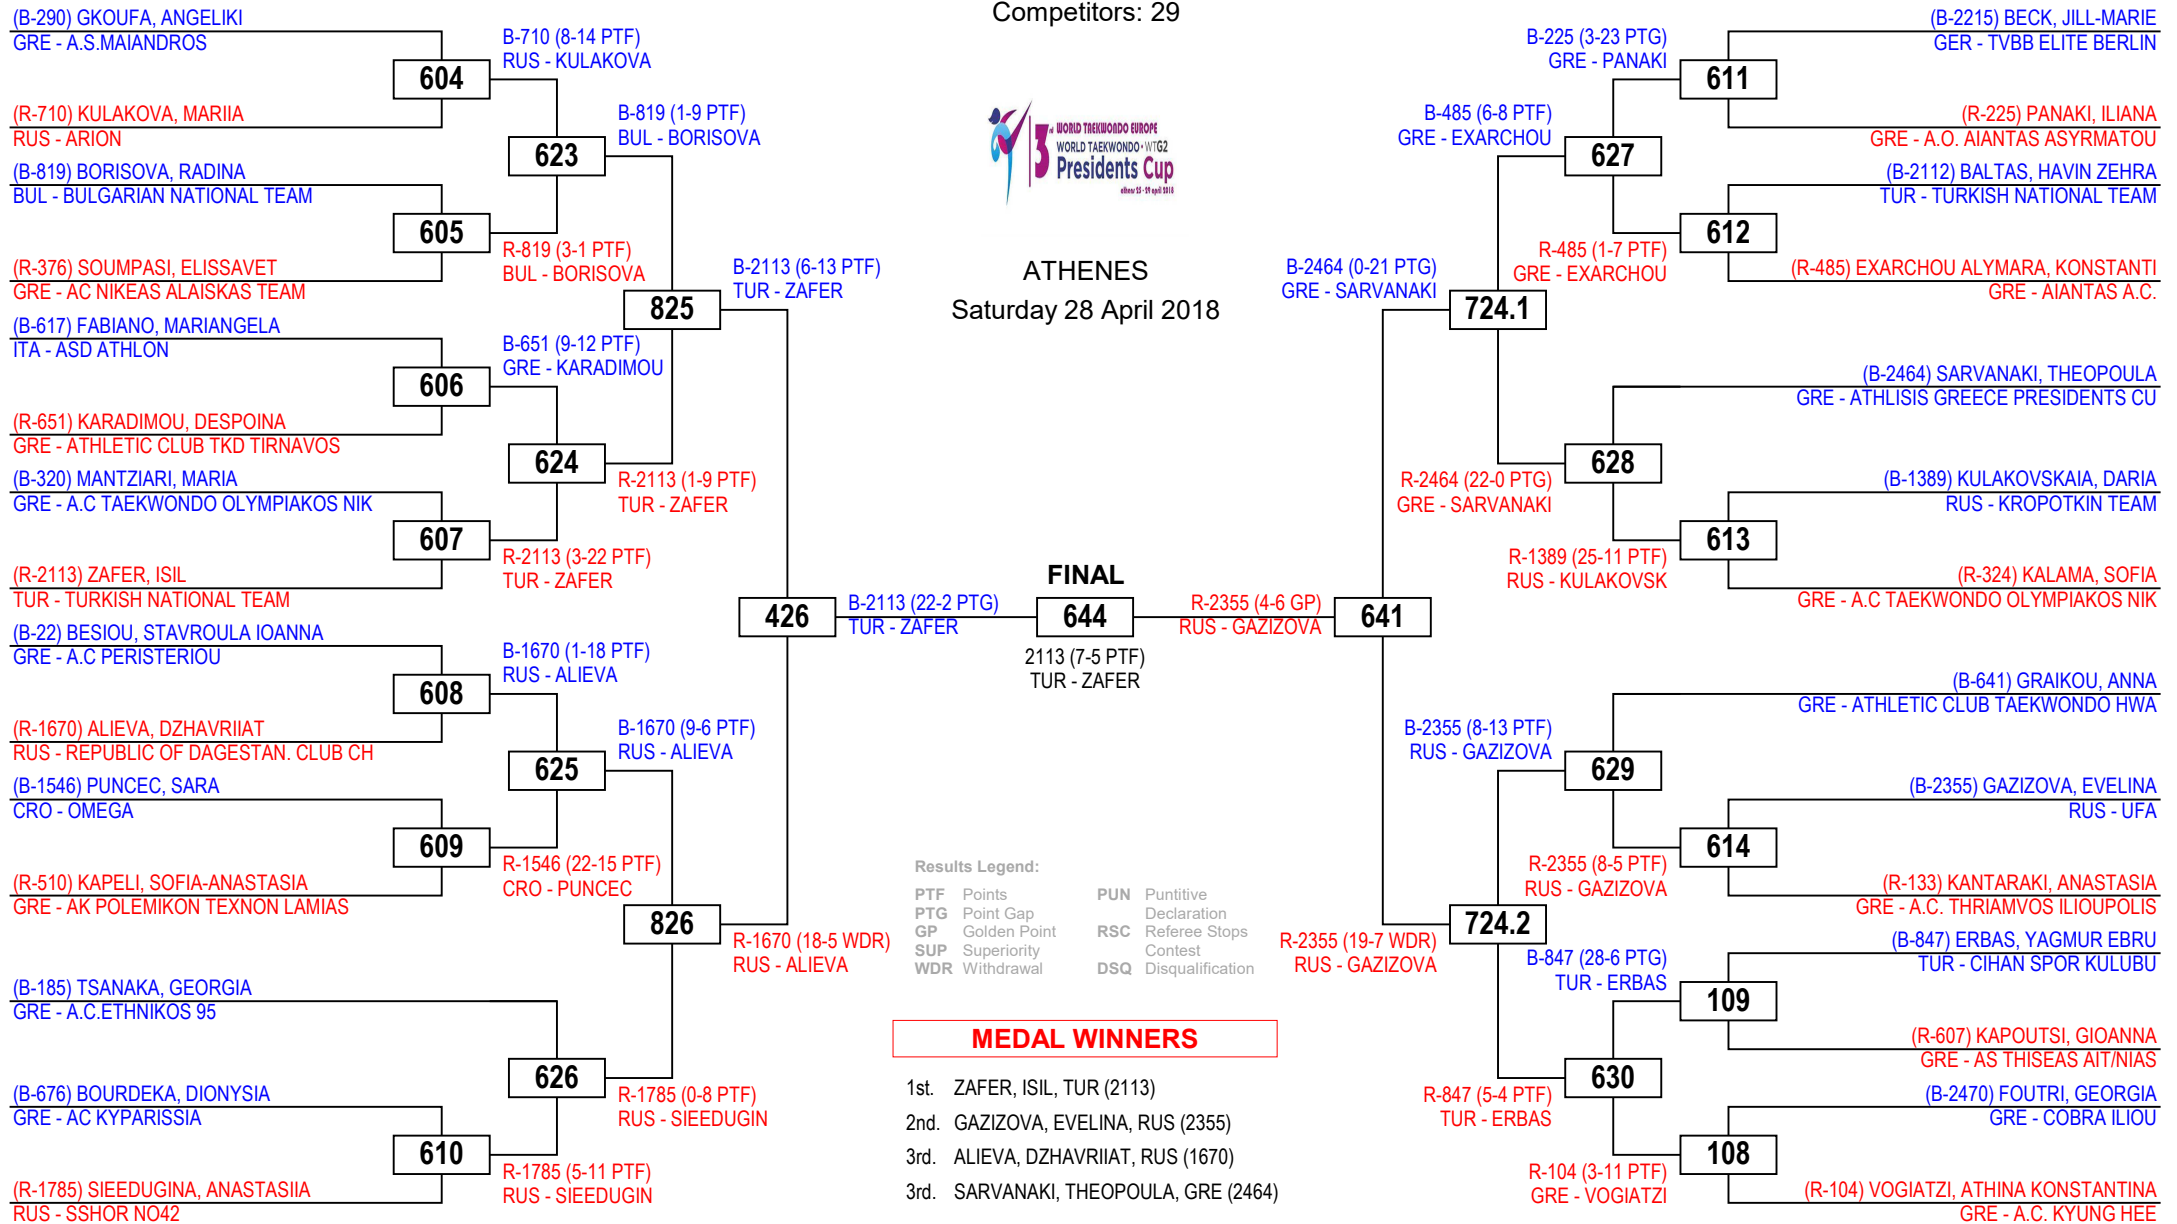 Competitors: 29
3rd WORLD TAEKWONDO EUROPE
WORLD TAEKWONDO • WTG2
Presidents Cup
athens 25 - 29 april 2018
ATHENES
Saturday 28 April 2018
(B-290) GKOUFA, ANGELIKI
GRE - A.S.MAIANDROS
604
(R-710) KULAKOVA, MARIIA
RUS - ARION
(B-819) BORISOVA, RADINA
BUL - BULGARIAN NATIONAL TEAM
605
(R-376) SOUMPASI, ELISSAVET
GRE - AC NIKEAS ALAISKAS TEAM
(B-617) FABIANO, MARIANGELA
ITA - ASD ATHLON
606
(R-651) KARADIMOU, DESPOINA
GRE - ATHLETIC CLUB TKD TIRNAVOS
(B-320) MANTZIARI, MARIA
GRE - A.C TAEKWONDO OLYMPIAKOS NIK
607
(R-2113) ZAFER, ISIL
TUR - TURKISH NATIONAL TEAM
(B-22) BESIOU, STAVROULA IOANNA
GRE - A.C PERISTERIOU
608
(R-1670) ALIEVA, DZHAVRIIAT
RUS - REPUBLIC OF DAGESTAN. CLUB CH
(B-1546) PUNCEC, SARA
CRO - OMEGA
609
(R-510) KAPELI, SOFIA-ANASTASIA
GRE - AK POLEMIKON TEXNON LAMIAS
(B-185) TSANAKA, GEORGIA
GRE - A.C.ETHNIKOS 95
(B-676) BOURDEKA, DIONYSIA
GRE - AC KYPARISSIA
610
(R-1785) SIEEDUGINA, ANASTASIIA
RUS - SSHOR NO42
B-710 (8-14 PTF)
RUS - KULAKOVA
623
R-819 (3-1 PTF)
BUL - BORISOVA
B-651 (9-12 PTF)
GRE - KARADIMOU
624
R-2113 (3-22 PTF)
TUR - ZAFER
B-1670 (1-18 PTF)
RUS - ALIEVA
625
R-1546 (22-15 PTF)
CRO - PUNCEC
626
R-1785 (5-11 PTF)
RUS - SIEEDUGIN
B-819 (1-9 PTF)
BUL - BORISOVA
825
R-2113 (1-9 PTF)
TUR - ZAFER
B-1670 (9-6 PTF)
RUS - ALIEVA
826
R-1785 (0-8 PTF)
RUS - SIEEDUGIN
B-2113 (6-13 PTF)
TUR - ZAFER
426
R-1670 (18-5 WDR)
RUS - ALIEVA
B-2113 (22-2 PTG)
TUR - ZAFER
FINAL
644
2113 (7-5 PTF)
TUR - ZAFER
R-2355 (4-6 GP)
RUS - GAZIZOVA
641
B-2464 (0-21 PTG)
GRE - SARVANAKI
724.1
R-2355 (19-7 WDR)
RUS - GAZIZOVA
724.2
B-485 (6-8 PTF)
GRE - EXARCHOU
627
R-2464 (22-0 PTG)
GRE - SARVANAKI
628
B-2355 (8-13 PTF)
RUS - GAZIZOVA
629
R-847 (5-4 PTF)
TUR - ERBAS
630
B-225 (3-23 PTG)
GRE - PANAKI
611
R-485 (1-7 PTF)
GRE - EXARCHOU
612
R-1389 (25-11 PTF)
RUS - KULAKOVSK
613
R-2355 (8-5 PTF)
RUS - GAZIZOVA
614
B-847 (28-6 PTG)
TUR - ERBAS
109
R-104 (3-11 PTF)
GRE - VOGIATZI
108
(B-2215) BECK, JILL-MARIE
GER - TVBB ELITE BERLIN
(R-225) PANAKI, ILIANA
GRE - A.O. AIANTAS ASYRMATOU
(B-2112) BALTAS, HAVIN ZEHRA
TUR - TURKISH NATIONAL TEAM
(R-485) EXARCHOU ALYMARA, KONSTANTI
GRE - AIANTAS A.C.
(B-2464) SARVANAKI, THEOPOULA
GRE - ATHLISIS GREECE PRESIDENTS CU
(B-1389) KULAKOVSKAIA, DARIA
RUS - KROPOTKIN TEAM
(R-324) KALAMA, SOFIA
GRE - A.C TAEKWONDO OLYMPIAKOS NIK
(B-641) GRAIKOU, ANNA
GRE - ATHLETIC CLUB TAEKWONDO HWA
(B-2355) GAZIZOVA, EVELINA
RUS - UFA
(R-133) KANTARAKI, ANASTASIA
GRE - A.C. THRIAMVOS ILIOUPOLIS
(B-847) ERBAS, YAGMUR EBRU
TUR - CIHAN SPOR KULUBU
(R-607) KAPOUTSI, GIOANNA
GRE - AS THISEAS AIT/NIAS
(B-2470) FOUTRI, GEORGIA
GRE - COBRA ILIOU
(R-104) VOGIATZI, ATHINA KONSTANTINA
GRE - A.C. KYUNG HEE
Results Legend:
PTF Points
PTG Point Gap
GP Golden Point
SUP Superiority
WDR Withdrawal
PUN Puntitive
Declaration
RSC Referee Stops
Contest
DSQ Disqualification
MEDAL WINNERS
1st. ZAFER, ISIL, TUR (2113)
2nd. GAZIZOVA, EVELINA, RUS (2355)
3rd. ALIEVA, DZHAVRIIAT, RUS (1670)
3rd. SARVANAKI, THEOPOULA, GRE (2464)